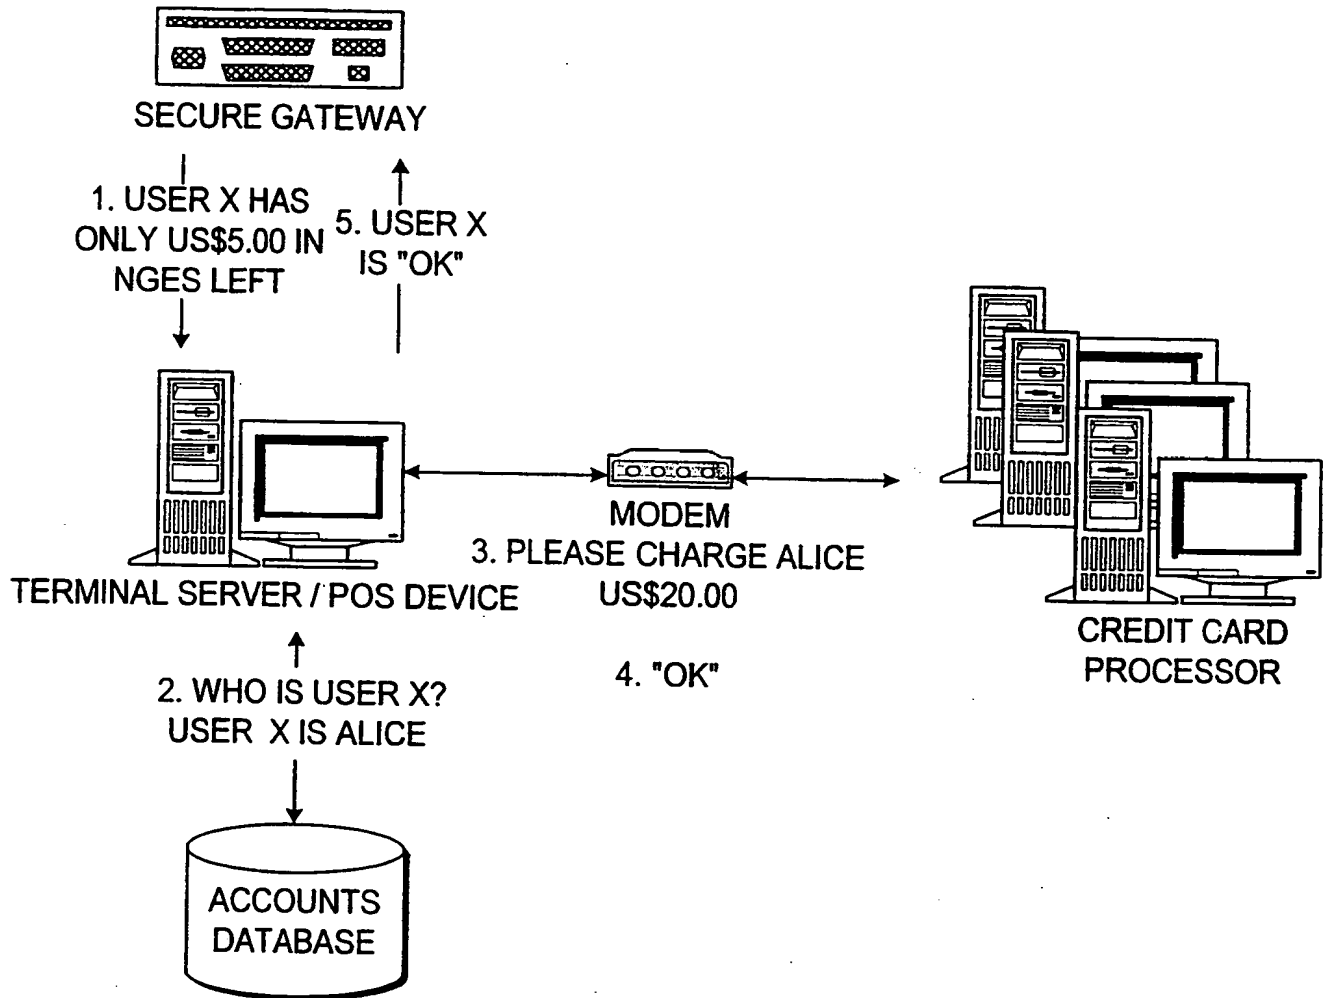 SECURE GATEWAY
1. USER X HAS
ONLY US$5.00 IN
NGES LEFT
5. USER X
IS "OK"
TERMINAL SERVER / POS DEVICE
MODEM
3. PLEASE CHARGE ALICE
US$20.00
4. "OK"
CREDIT CARD
PROCESSOR
2. WHO IS USER X?
USER X IS ALICE
ACCOUNTS
DATABASE